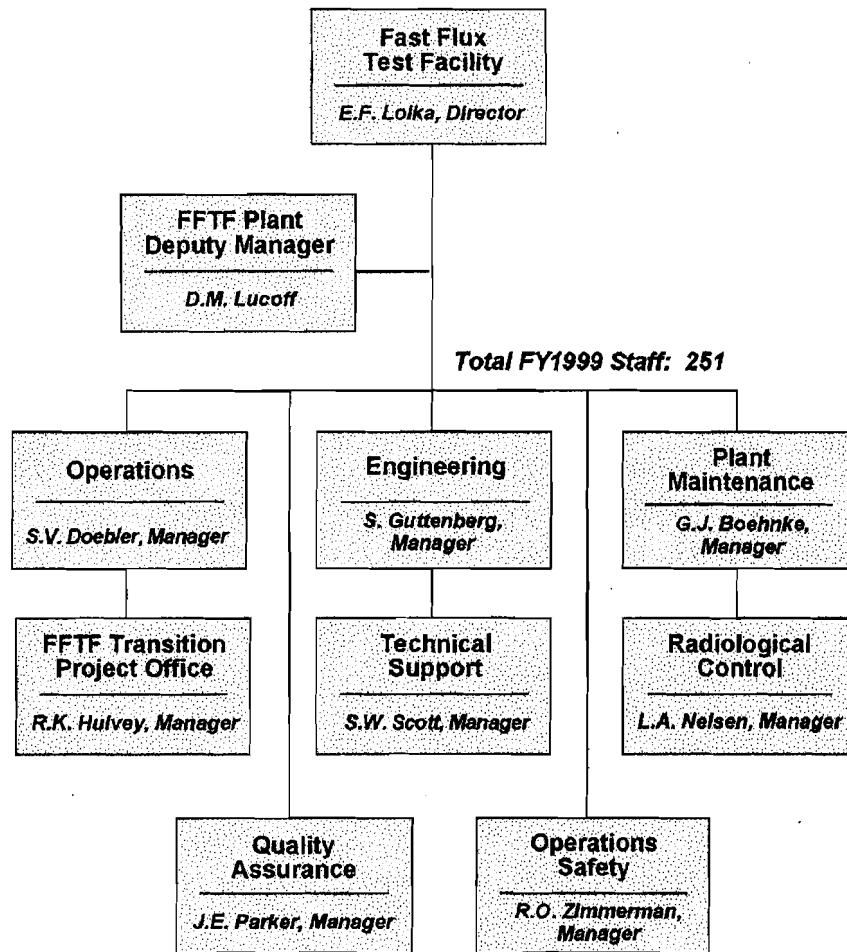 Fast Flux
Test Facility
E.F. Loika, Director
FFTF Plant
Deputy Manager
D.M. Lucoff
Total FY1999 Staff: 251
Operations
S.V. Doebler, Manager
Engineering
S. Guttenberg,
Manager
Plant
Maintenance
G.J. Boehnke,
Manager
FFTF Transition
Project Office
R.K. Hulvey, Manager
Technical
Support
S.W. Scott, Manager
Radiological
Control
L.A. Nelsen, Manager
Quality
Assurance
J.E. Parker, Manager
Operations
Safety
R.O. Zimmerman,
Manager